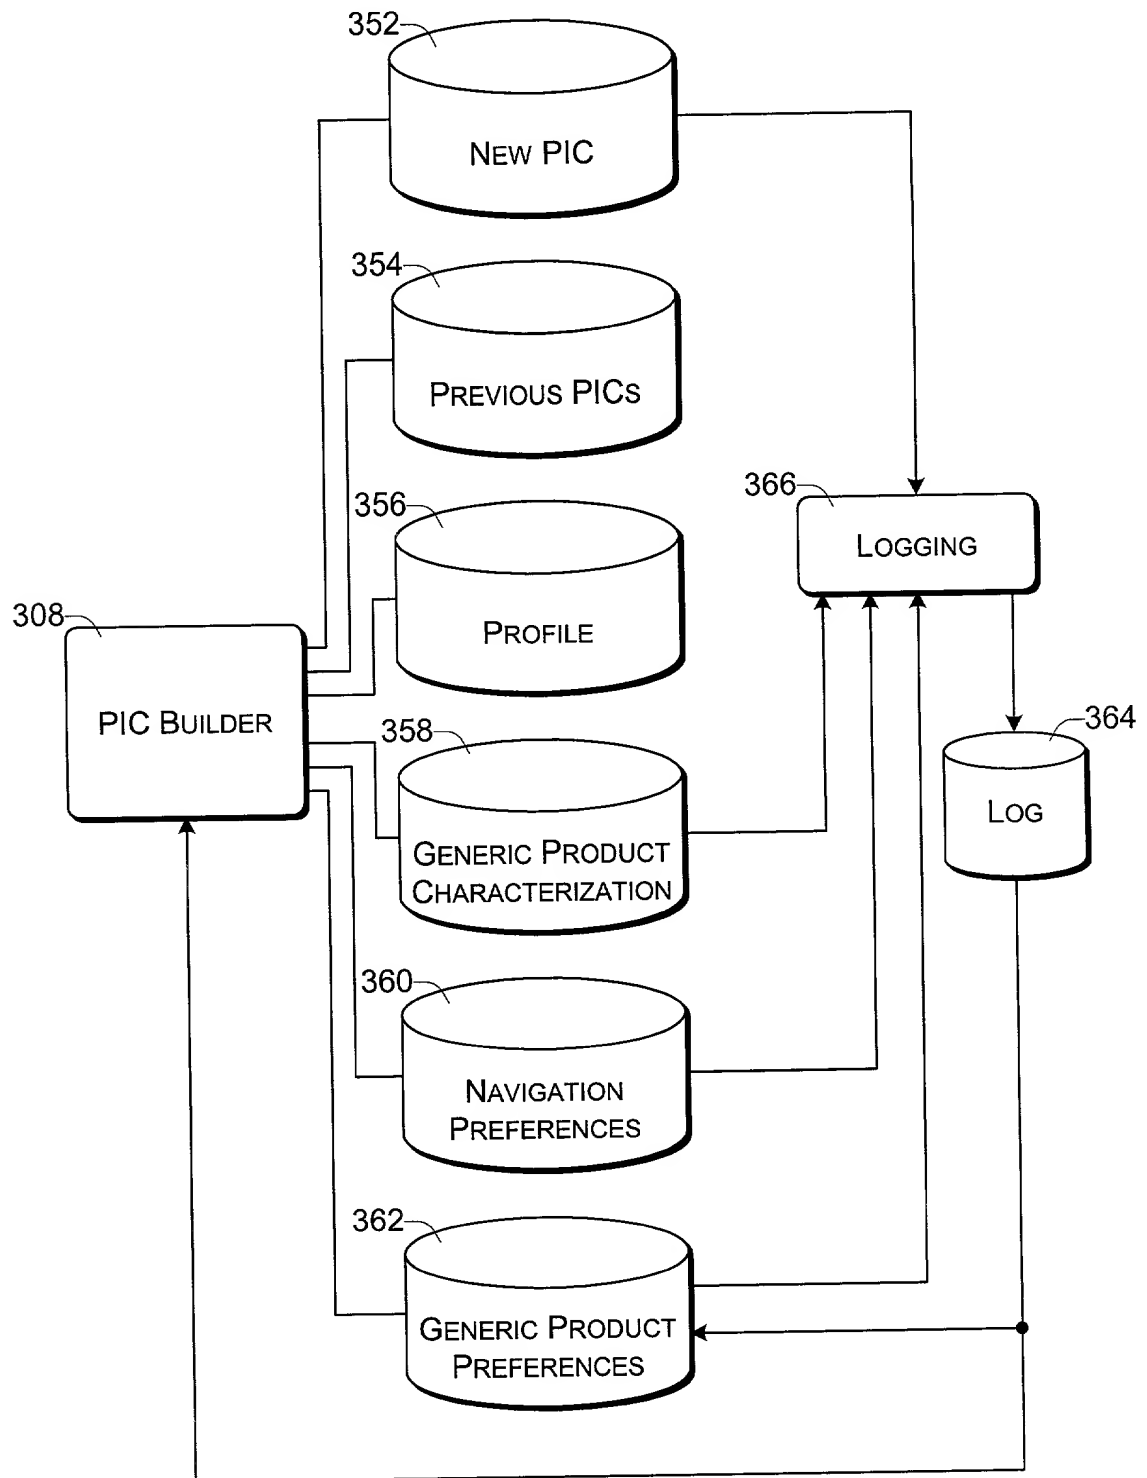 352
NEW PIC
354
PREVIOUS PICS
366
LOGGING
356
PROFILE
308
PIC BUILDER
358
GENERIC PRODUCT
CHARACTERIZATION
364
LOG
360
NAVIGATION
PREFERENCES
362
GENERIC PRODUCT
PREFERENCES